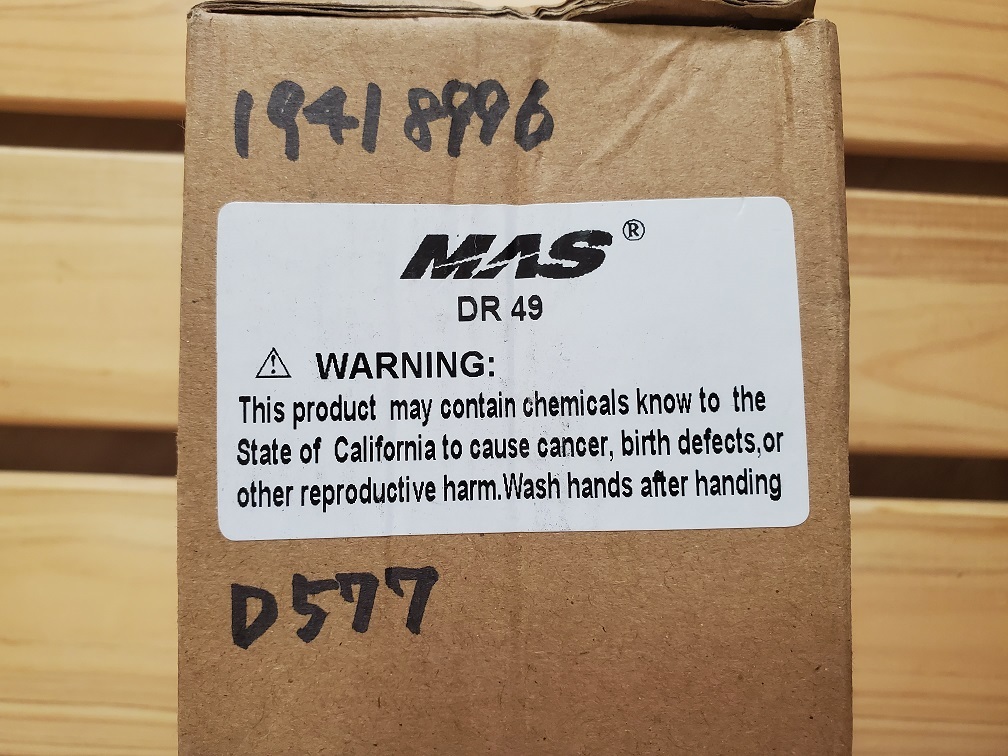 19418996
MAS®
DR 49
⚠ WARNING:
This product may contain chemicals know to the
State of California to cause cancer, birth defects,or
other reproductive harm.Wash hands after handing
D577